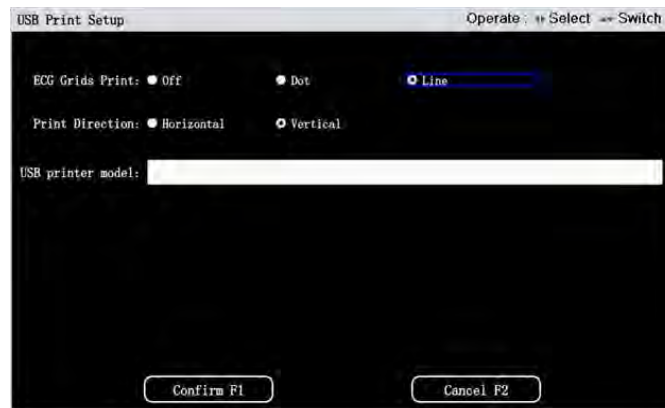 USB Print Setup Operate : Select Switch
ECG Grids Print: Off Dot Line
Print Direction: Horizontal Vertical
USB printer model:
Confirm F1 Cancel F2